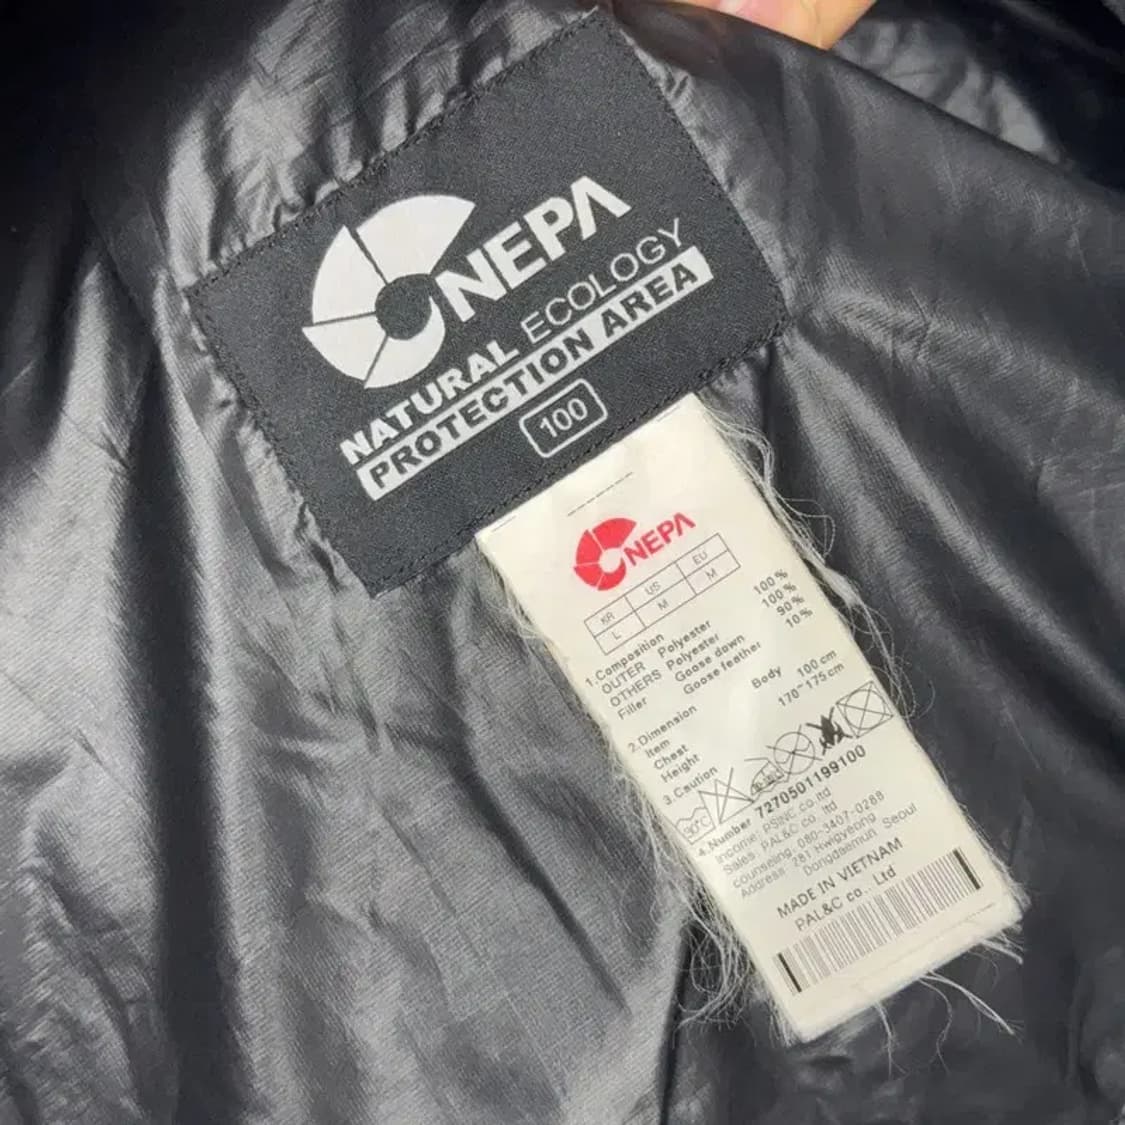 NEPA
NATURAL ECOLOGY
PROTECTION AREA
100
NEPA
KR US EU
L M M
1.Composition
OUTER Polyester 100%
OTHERS Polyester 100%
Filler Goose down 90%
Goose feather 10%
2.Dimension
Item Body
Chest 100 cm
Height 170~175cm
3.Caution
30℃
4.Number 7270501199100
Income: PSINC co.ltd
Sales: PAL&C co. ltd
counseling: 080-3407-0288
Address: 281 Hwigyeong
Dongdaemun Seoul
MADE IN VIETNAM
PAL&C co., Ltd